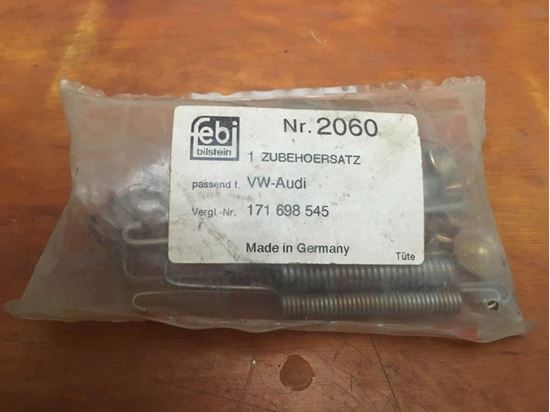 febi
bilstein
Nr. 2060
1 ZUBEHOERSATZ
passend f. VW-Audi
Vergl.-Nr. 171 698 545
Made in Germany
Tüte